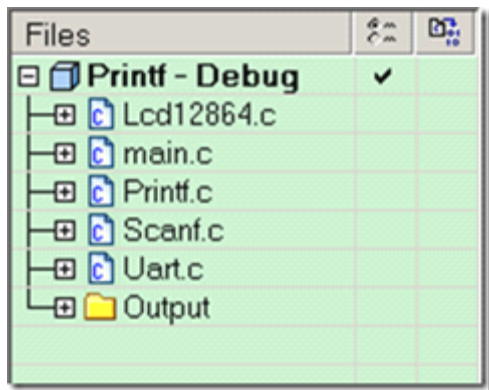 Files
Printf - Debug
Lcd12864.c
main.c
Printf.c
Scanf.c
Uart.c
Output